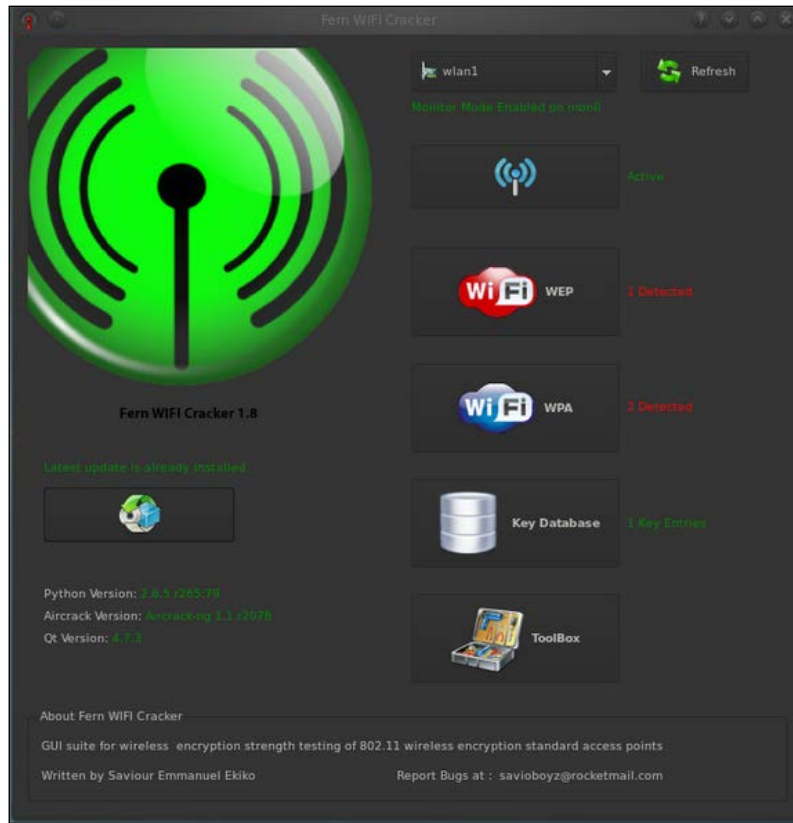 Fern WIFI Cracker
wlan1
Refresh
Monitor Mode Enabled on mon0
Active
WiFi WEP
1 Detected
WiFi WPA
2 Detected
Fern WIFI Cracker 1.8
Latest update is already installed
Key Database
1 Key Entries
Python Version: 2.6.5 r265:79
Aircrack Version: Aircrack-ng 1.1 r2076
Qt Version: 4.7.3
ToolBox
About Fern WIFI Cracker
GUI suite for wireless encryption strength testing of 802.11 wireless encryption standard access points
Written by Saviour Emmanuel Ekiko
Report Bugs at : savioboyz@rocketmail.com